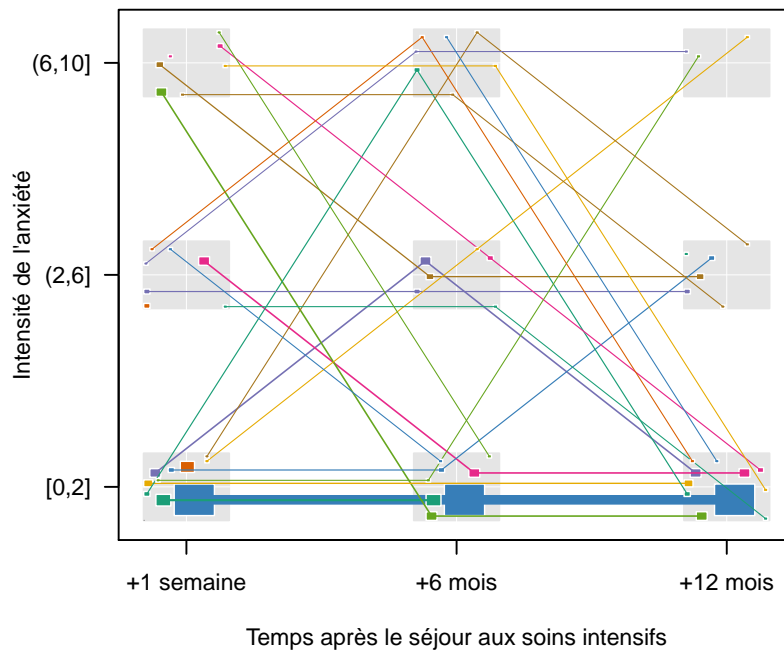 (6,10]
(2,6]
[0,2]
Intensité de l'anxiété
+1 semaine
+6 mois
+12 mois
Temps après le séjour aux soins intensifs